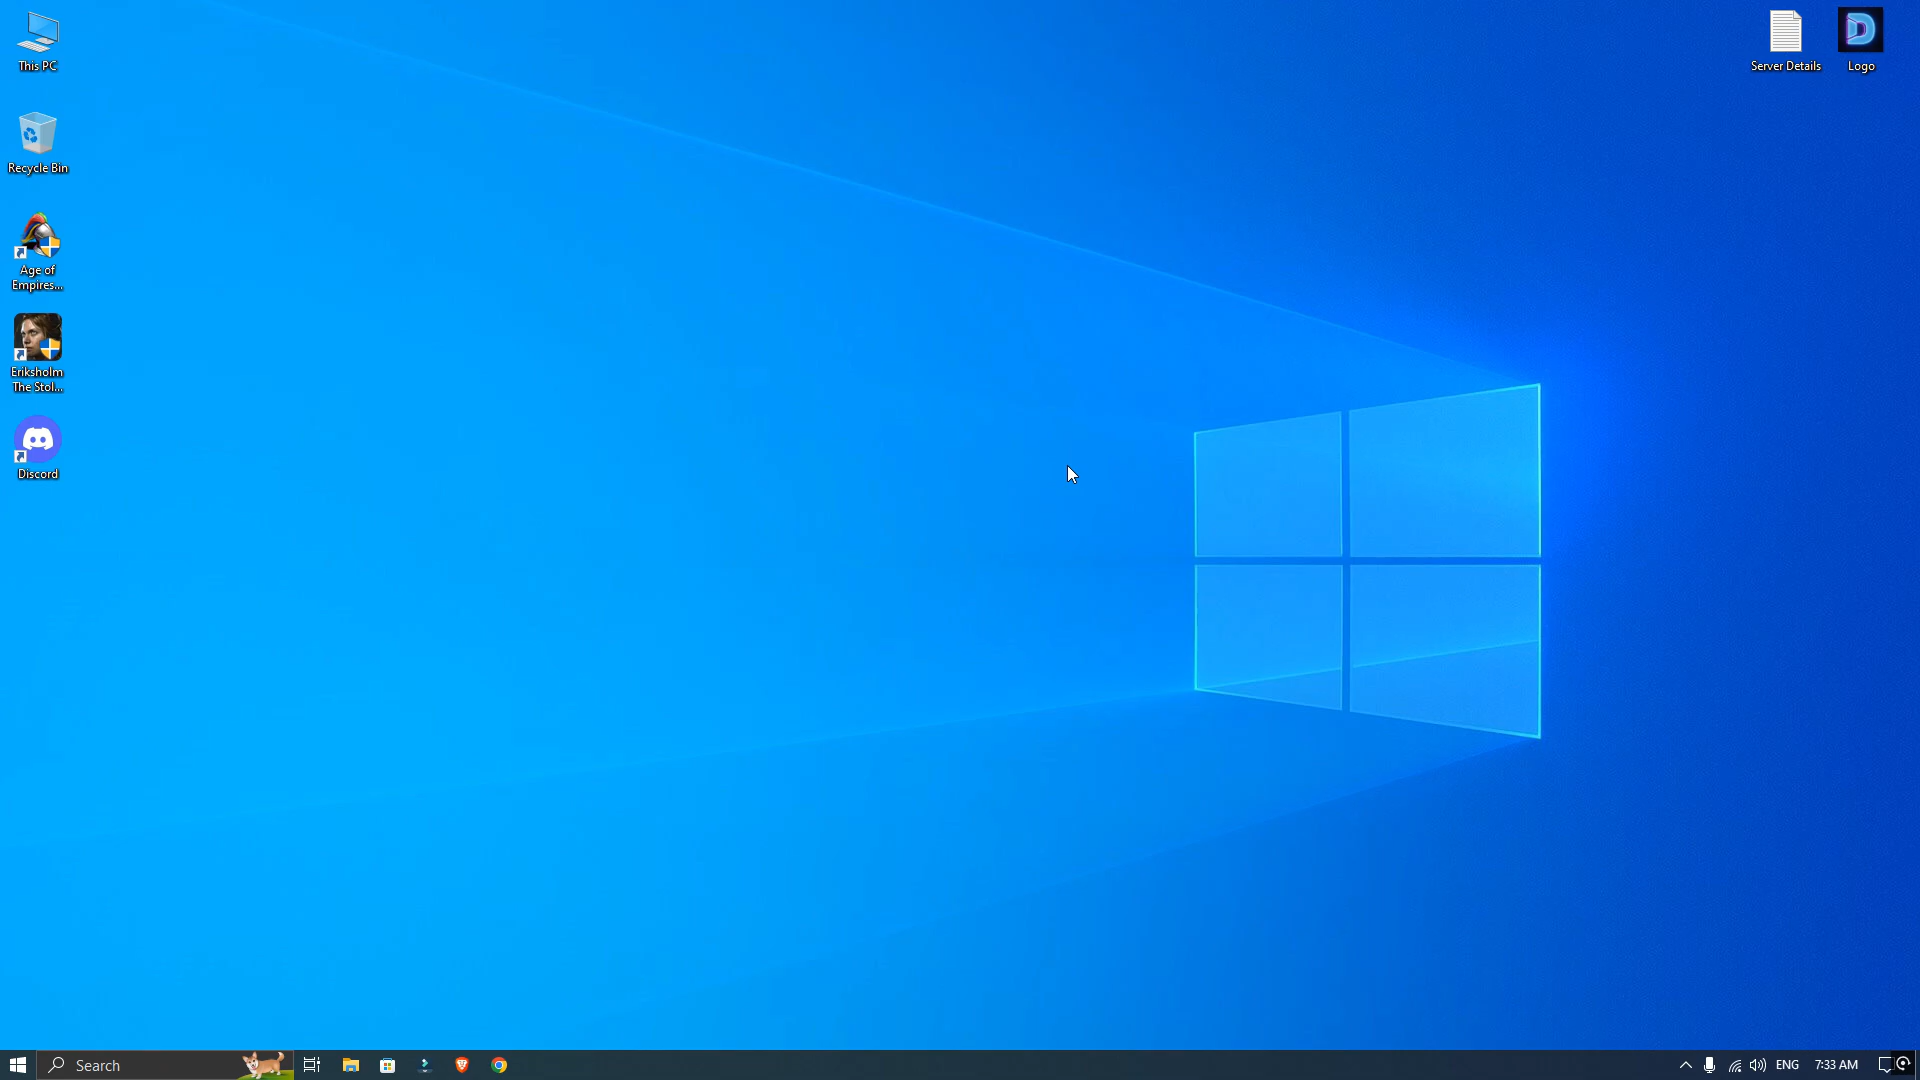 This PC
Server Details
Logo
Recycle Bin
Age of
Empires...
Eriksholm
The Stol...
Discord
Search
ENG
7:33 AM